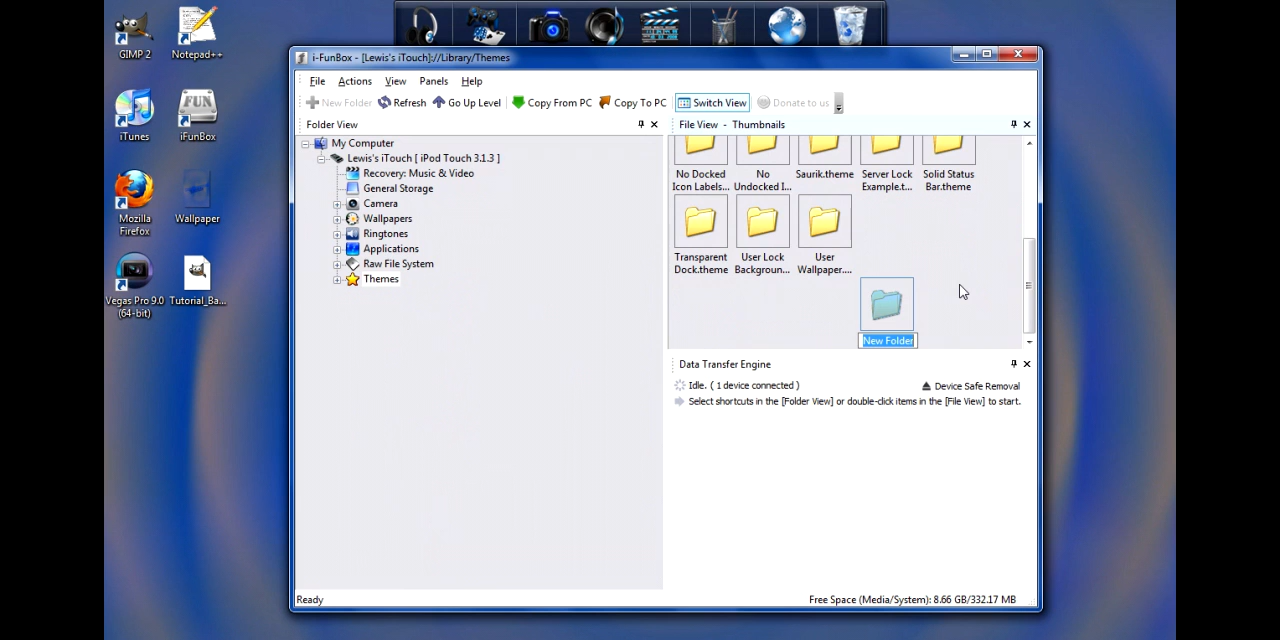 GIMP 2
Notepad++
iTunes
iFunBox
Mozilla
Firefox
Wallpaper
Vegas Pro 9.0
(64-bit)
Tutorial_Ba...
i-FunBox - [Lewis's iTouch]://Library/Themes
File Actions View Panels Help
New Folder Refresh Go Up Level Copy From PC Copy To PC Switch View Donate to us
Folder View
My Computer
Lewis's iTouch [ iPod Touch 3.1.3 ]
Recovery: Music & Video
General Storage
Camera
Wallpapers
Ringtones
Applications
Raw File System
Themes
File View - Thumbnails
No Docked
Icon Labels...
No
Undocked I...
Saurik.theme
Server Lock
Example.t...
Solid Status
Bar.theme
Transparent
Dock.theme
User Lock
Backgroun...
User
Wallpaper....
New Folder
Data Transfer Engine
Idle. ( 1 device connected )
Device Safe Removal
Select shortcuts in the [Folder View] or double-click items in the [File View] to start.
Ready
Free Space (Media/System): 8.66 GB/332.17 MB
FUN